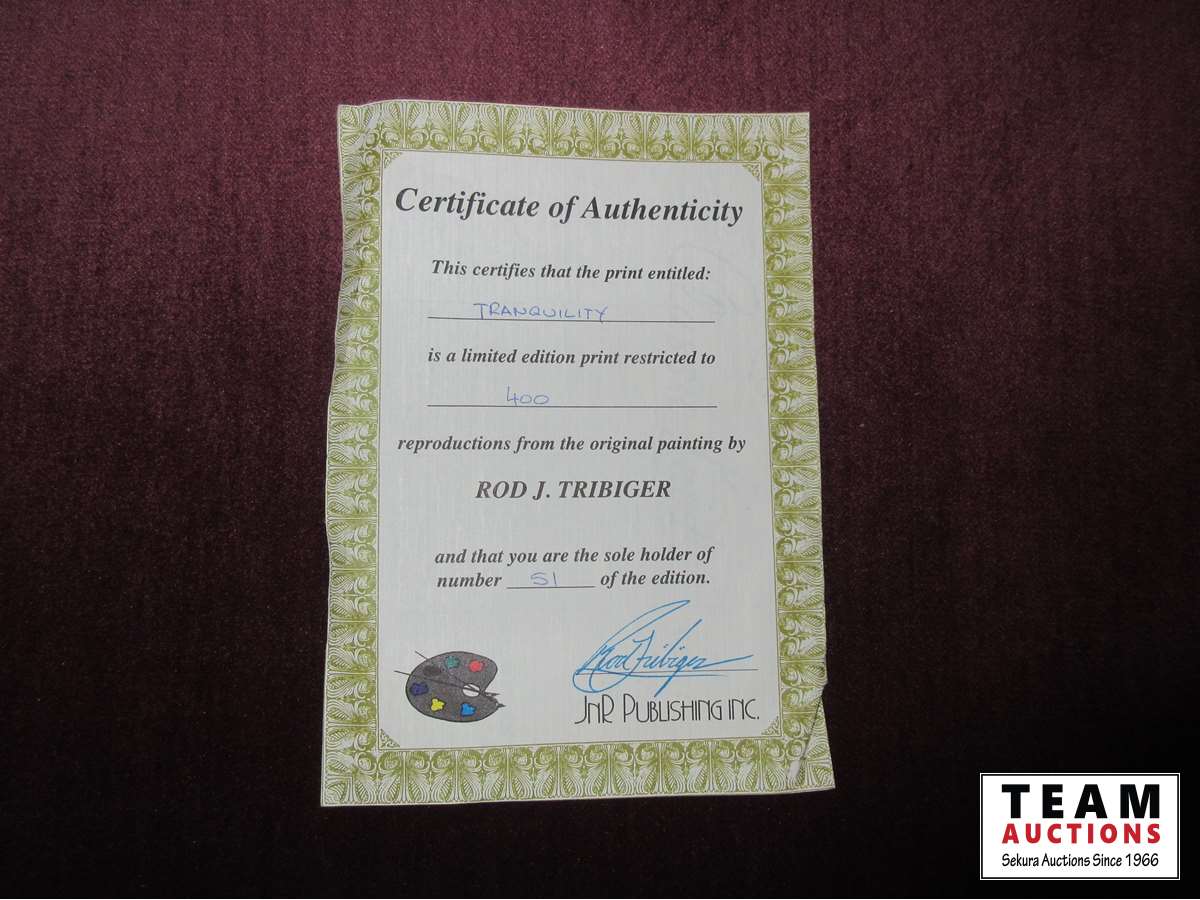 Certificate of Authenticity
This certifies that the print entitled:
TRANQUILITY
is a limited edition print restricted to
400
reproductions from the original painting by
ROD J. TRIBIGER
and that you are the sole holder of
number 51 of the edition.
Rod Tribiger
JnR PUBLISHING INC.
TEAM
AUCTIONS
Sekura Auctions Since 1966